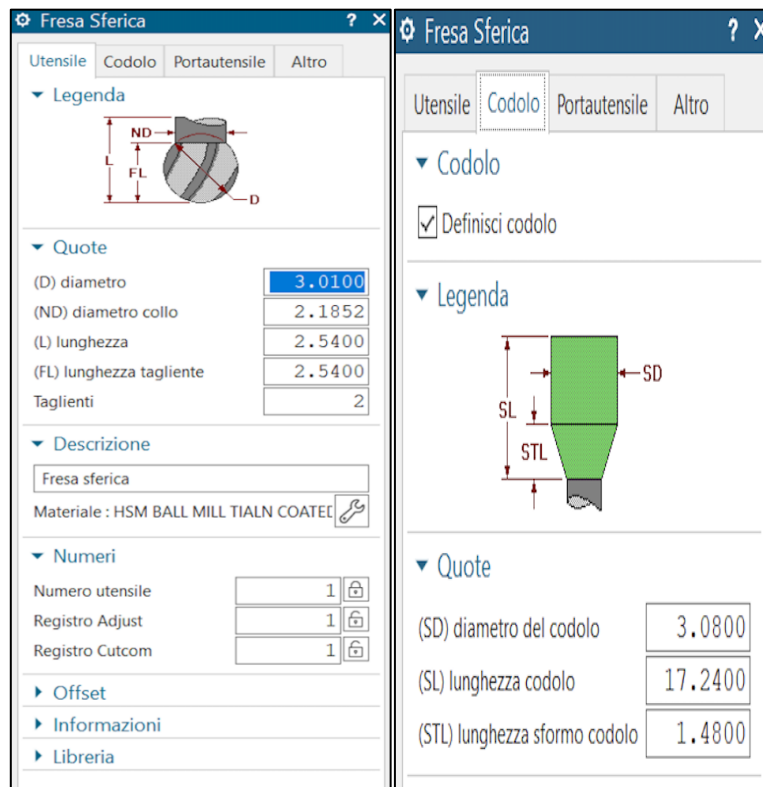 Fresa Sferica ? ×
Utensile Codolo Portautensile Altro
Legenda
ND
L
FL
D
Quote
(D) diametro 3.0100
(ND) diametro collo 2.1852
(L) lunghezza 2.5400
(FL) lunghezza tagliente 2.5400
Taglienti 2
Descrizione
Fresa sferica
Materiale : HSM BALL MILL TIALN COATED
Numeri
Numero utensile 1
Registro Adjust 1
Registro Cutcom 1
Offset
Informazioni
Libreria
Fresa Sferica ? ×
Utensile Codolo Portautensile Altro
Codolo
Definisci codolo
Legenda
SD
SL
STL
Quote
(SD) diametro del codolo 3.0800
(SL) lunghezza codolo 17.2400
(STL) lunghezza sformo codolo 1.4800